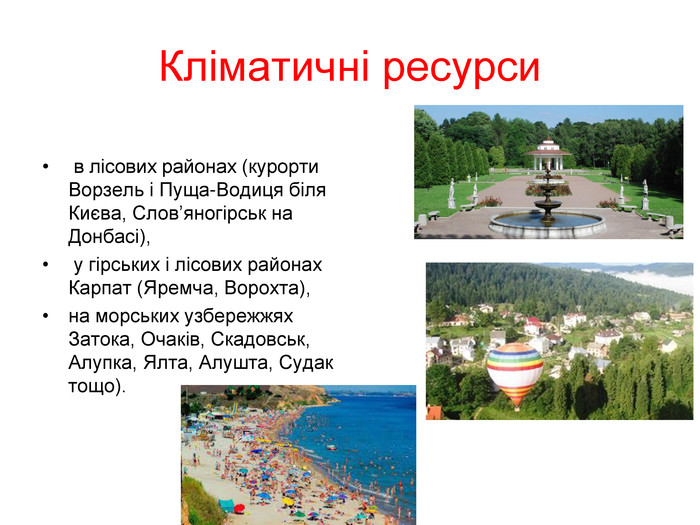 Кліматичні ресурси
• в лісових районах (курорти
Ворзель і Пуща-Водиця біля
Києва, Слов’яногірськ на
Донбасі),
• у гірських і лісових районах
Карпат (Яремча, Ворохта),
• на морських узбережжях
Затока, Очаків, Скадовськ,
Алупка, Ялта, Алушта, Судак
тощо).